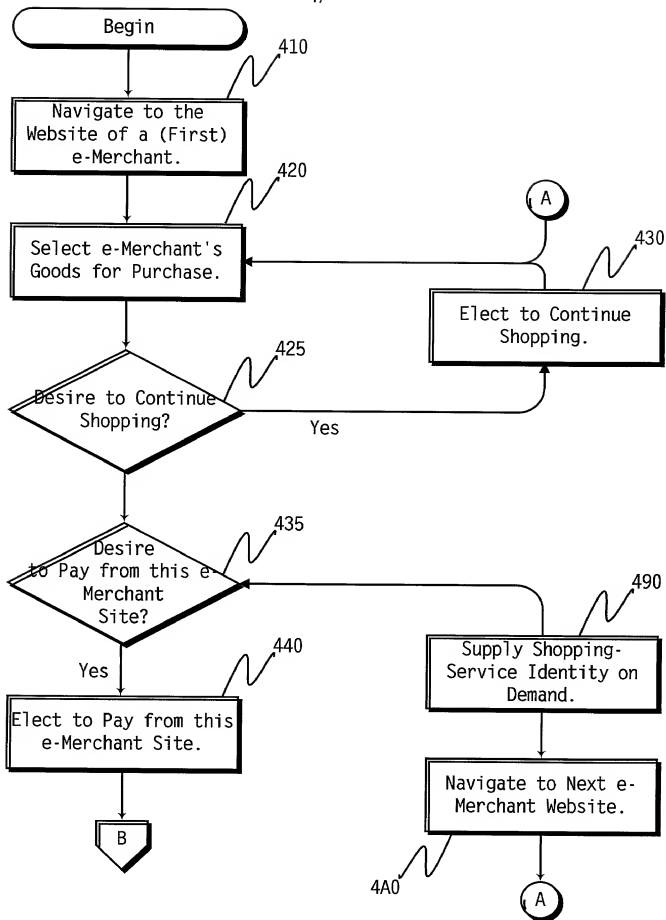 Begin
410
Navigate to the
Website of a (First)
e-Merchant.
420
Select e-Merchant's
Goods for Purchase.
A
430
Elect to Continue
Shopping.
425
Desire to Continue
Shopping?
Yes
435
Desire
to Pay from this e-
Merchant
Site?
Yes
440
Elect to Pay from this
e-Merchant Site.
B
490
Supply Shopping-
Service Identity on
Demand.
Navigate to Next e-
Merchant Website.
4A0
A